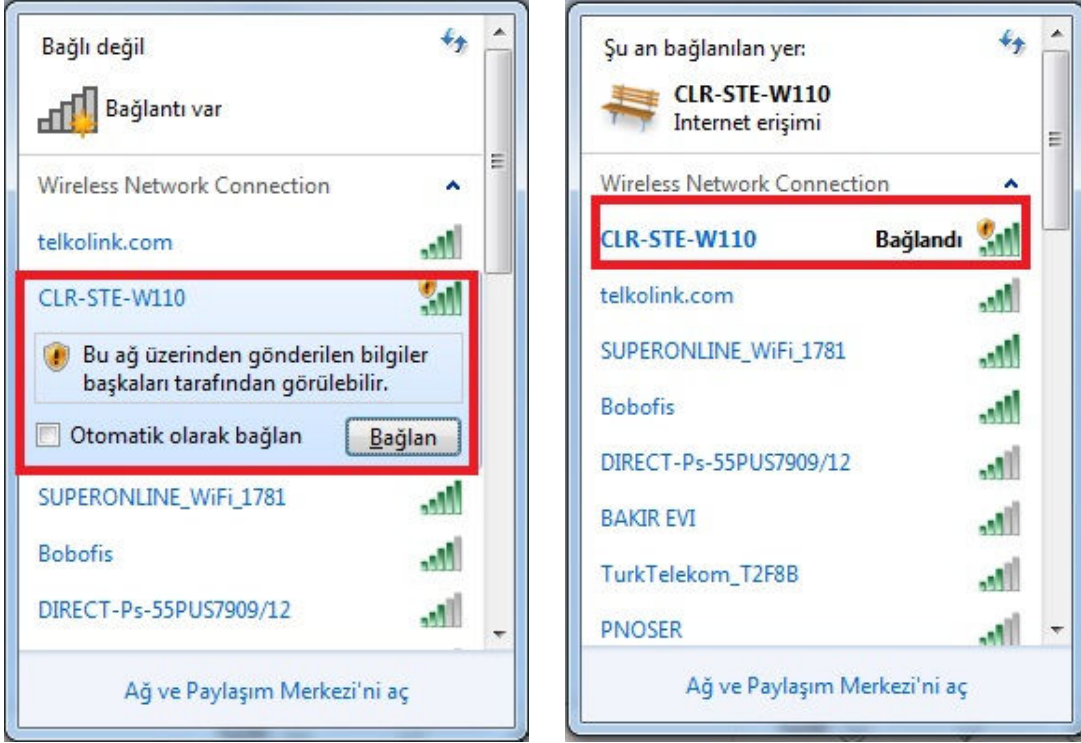 Bağlı değil
Bağlantı var
Wireless Network Connection
telkolink.com
CLR-STE-W110
Bu ağ üzerinden gönderilen bilgiler
başkaları tarafından görülebilir.
Otomatik olarak bağlan Bağlan
SUPERONLINE_WiFi_1781
Bobofis
DIRECT-Ps-55PUS7909/12
Ağ ve Paylaşım Merkezi'ni aç
Şu an bağlanılan yer:
CLR-STE-W110
Internet erişimi
Wireless Network Connection
CLR-STE-W110 Bağlandı
telkolink.com
SUPERONLINE_WiFi_1781
Bobofis
DIRECT-Ps-55PUS7909/12
BAKIR EVI
TurkTelekom_T2F8B
PNOSER
Ağ ve Paylaşım Merkezi'ni aç